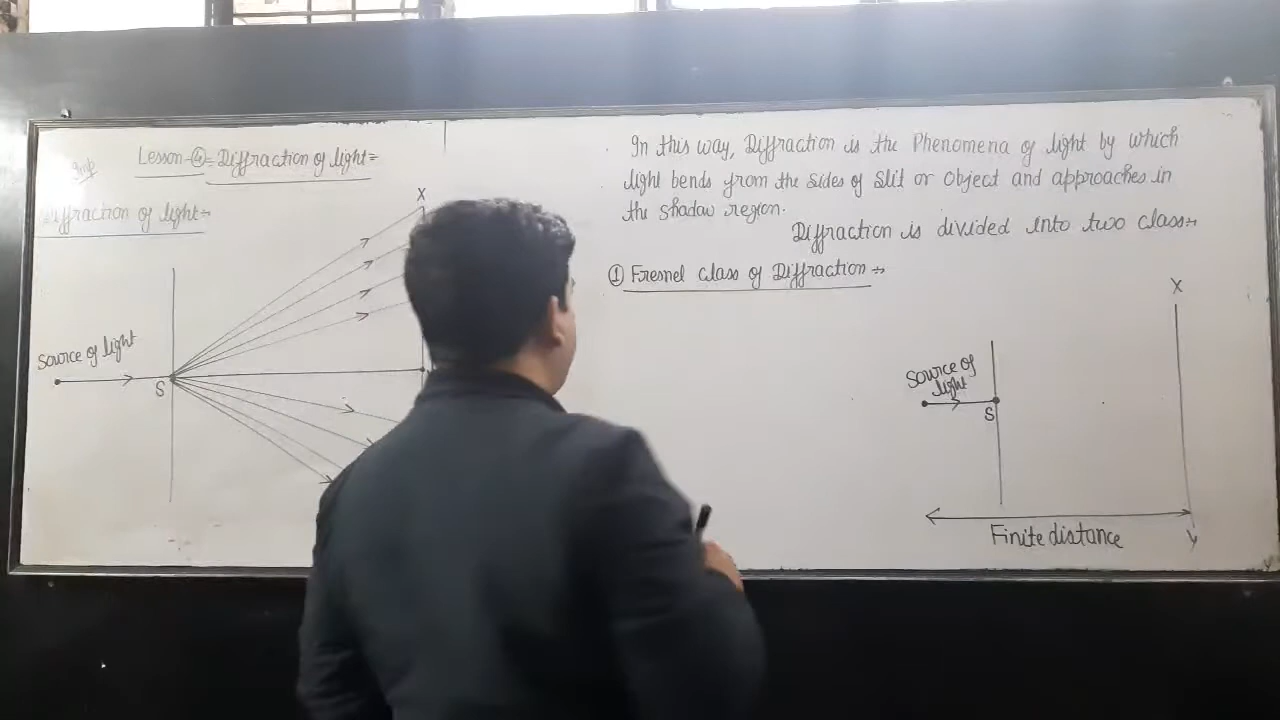 Lesson-④= Diffraction of light=
Diffraction of light→
X
Source of light
S
In this way, Diffraction is the Phenomena of light by which
light bends from the sides of Slit or Object and approaches in
the shadow region.
Diffraction is divided into two class→
① Fresnel Class of Diffraction →
X
Source of
light
S
Finite distance
Y